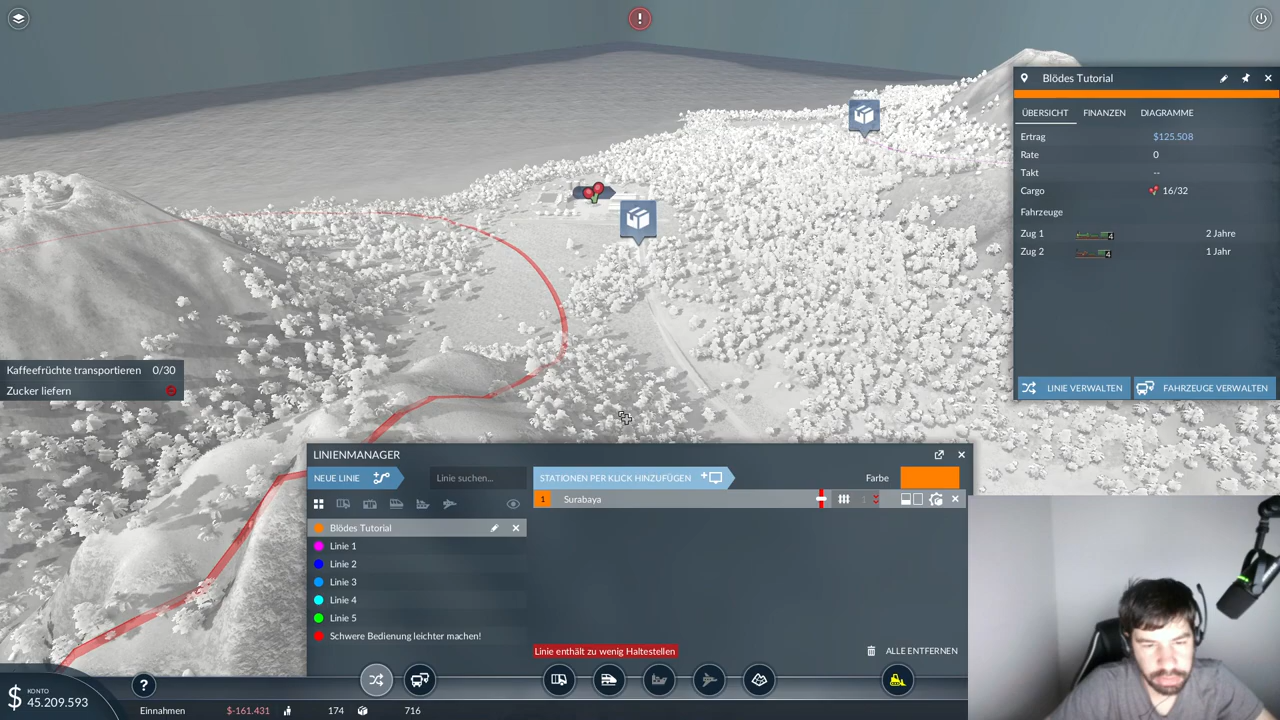 !
Blödes Tutorial
ÜBERSICHT FINANZEN DIAGRAMME
Ertrag $125.508
Rate 0
Takt --
Cargo 16/32
Fahrzeuge
Zug 1 4 2 Jahre
Zug 2 4 1 Jahr
LINIE VERWALTEN FAHRZEUGE VERWALTEN
Kaffeefrüchte transportieren 0/30
Zucker liefern
LINIENMANAGER
NEUE LINIE Linie suchen... STATIONEN PER KLICK HINZUFÜGEN Farbe
1 Surabaya 1
Blödes Tutorial
Linie 1
Linie 2
Linie 3
Linie 4
Linie 5
Schwere Bedienung leichter machen!
Linie enthält zu wenig Haltestellen ALLE ENTFERNEN
?
$ KONTO
45.209.593
Einnahmen $-161.431 174 716